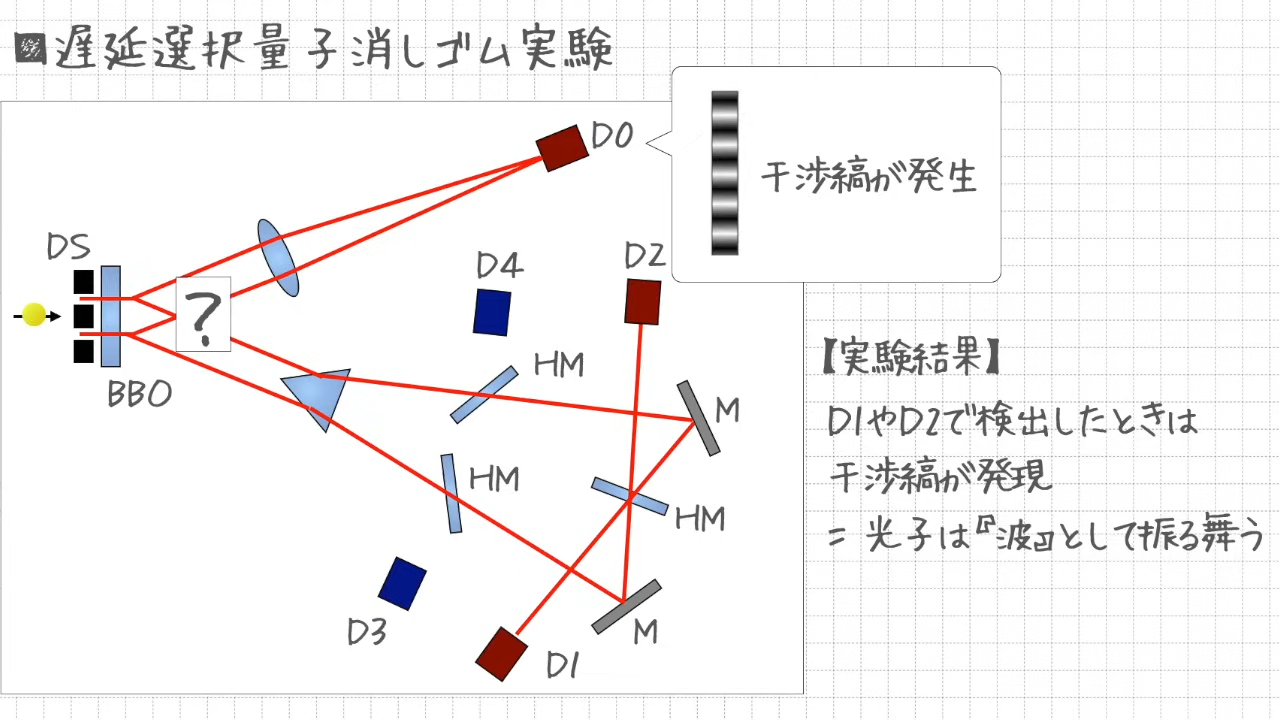 遅延選択量子消しゴム実験
D0
干渉縞が発生
DS
D4
D2
?
BBO
HM
M
HM
HM
D3
M
D1
【実験結果】
D1やD2で検出したときは
干渉縞が発現
= 光子は『波』として振る舞う